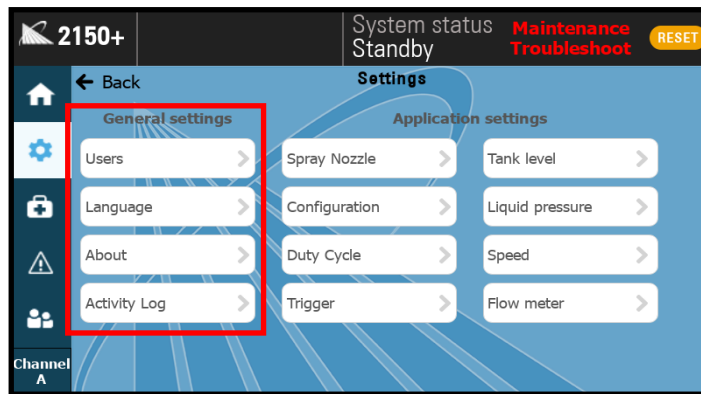 2150+
System status
Standby
Maintenance
Troubleshoot
RESET
← Back
Settings
General settings
Application settings
Users
Spray Nozzle
Tank level
Language
Configuration
Liquid pressure
About
Duty Cycle
Speed
Activity Log
Trigger
Flow meter
Channel
A